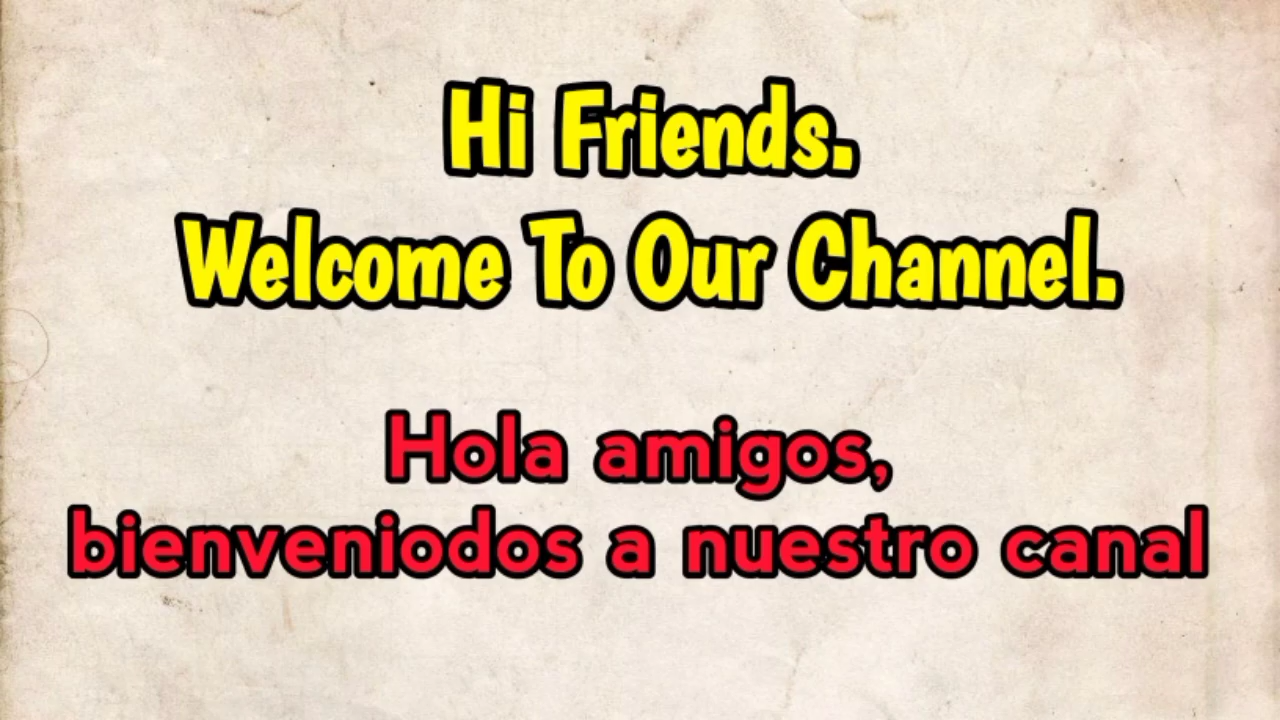 Hi Friends.
Welcome To Our Channel.
Hola amigos,
bienveniodos a nuestro canal